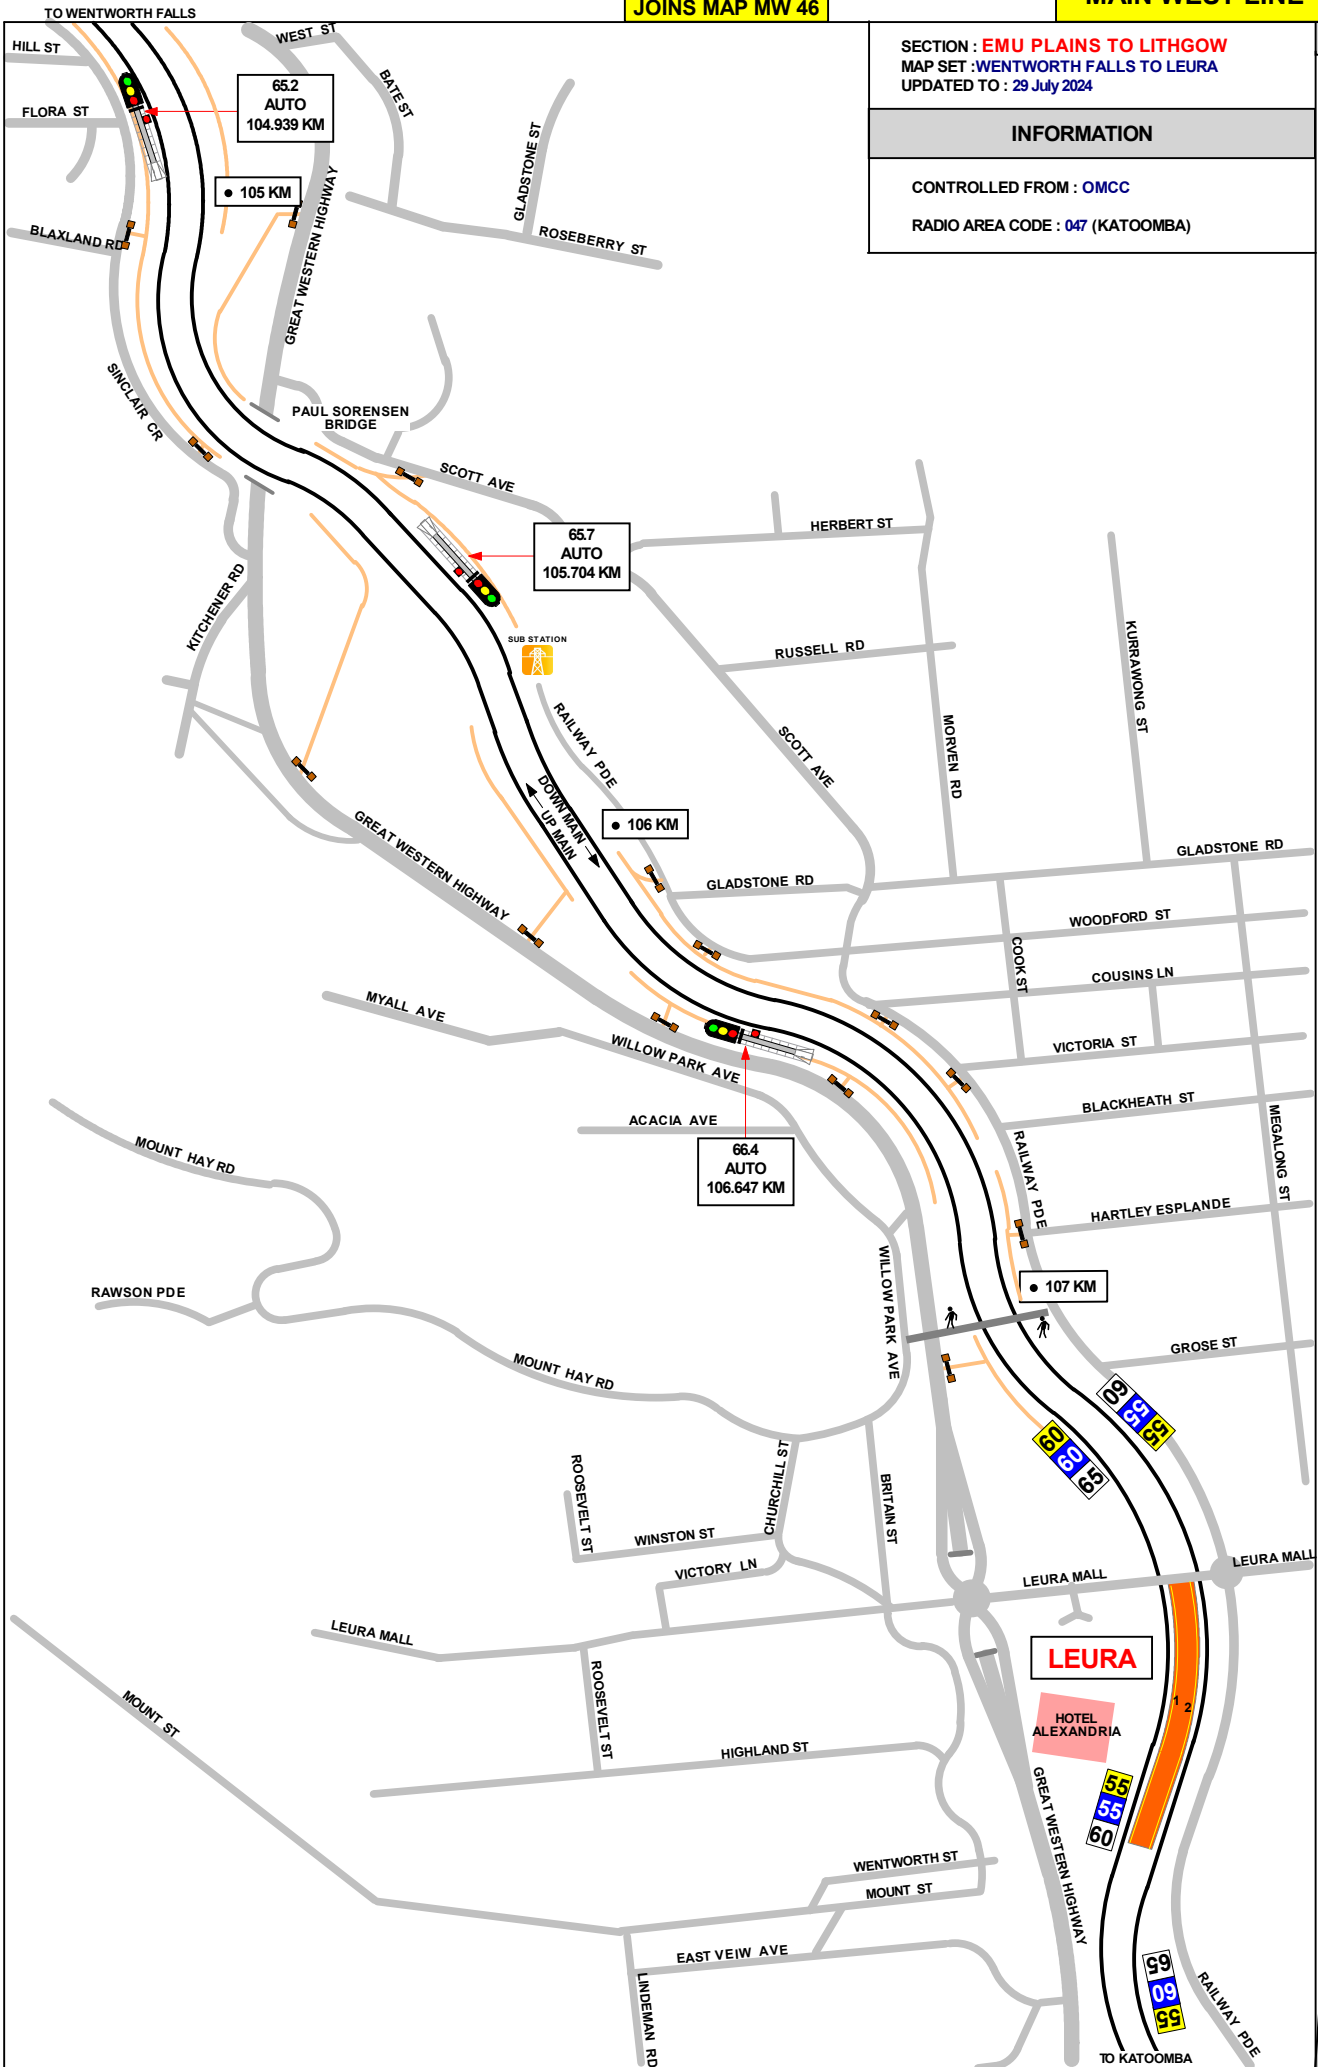 TO WENTWORTH FALLS
JOINS MAP MW 46
MAIN WEST LINE
SECTION : EMU PLAINS TO LITHGOW
MAP SET :WENTWORTH FALLS TO LEURA
UPDATED TO : 29 July 2024
INFORMATION
CONTROLLED FROM : OMCC
RADIO AREA CODE : 047 (KATOOMBA)
HILL ST
WEST ST
BATE ST
65.2
AUTO
104.939 KM
FLORA ST
GLADSTONE ST
105 KM
GREAT WESTERN HIGHWAY
BLAXLAND RD
ROSEBERRY ST
SINCLAIR CR
PAUL SORENSEN
BRIDGE
SCOTT AVE
HERBERT ST
65.7
AUTO
105.704 KM
KITCHENER RD
SUB STATION
RUSSELL RD
KURRAWONG ST
RAILWAY PDE
SCOTT AVE
MORVEN RD
DOWN MAIN
UP MAIN
106 KM
GREAT WESTERN HIGHWAY
GLADSTONE RD
GLADSTONE RD
WOODFORD ST
COOK ST
COUSINS LN
MYALL AVE
WILLOW PARK AVE
VICTORIA ST
BLACKHEATH ST
MEGALONG ST
ACACIA AVE
66.4
AUTO
106.647 KM
MOUNT HAY RD
RAILWAY PDE
HARTLEY ESPLANDE
WILLOW PARK AVE
107 KM
RAWSON PDE
GROSE ST
MOUNT HAY RD
60
55
55
60
60
65
ROOSEVELT ST
CHURCHILL ST
BRITAIN ST
WINSTON ST
VICTORY LN
LEURA MALL
LEURA MALL
LEURA MALL
LEURA
ROOSEVELT ST
MOUNT ST
1
2
HOTEL
ALEXANDRIA
HIGHLAND ST
GREAT WESTERN HIGHWAY
55
55
60
WENTWORTH ST
MOUNT ST
EAST VEIW AVE
LINDEMAN RD
65
60
55
RAILWAY PDE
TO KATOOMBA